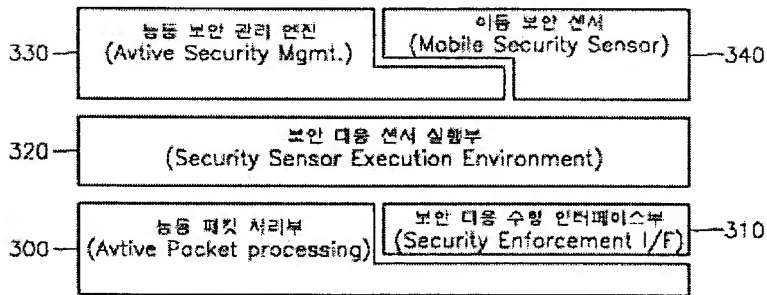 능동 보안 관리 엔진
(Avtive Security Mgmt.)
330
이동 보안 센서
(Mobile Security Sensor)
340
보안 대응 센서 실행부
(Security Sensor Execution Environment)
320
능동 패킷 처리부
(Avtive Packet processing)
300
보안 대응 수행 인터페이스부
(Security Enforcement I/F)
310